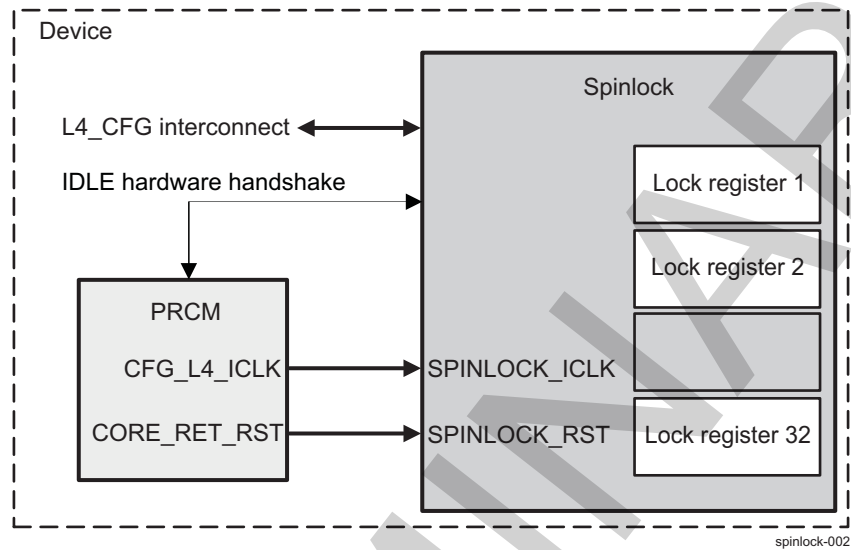 Device
Spinlock
L4_CFG interconnect
IDLE hardware handshake
Lock register 1
Lock register 2
PRCM
CFG_L4_ICLK
SPINLOCK_ICLK
CORE_RET_RST
SPINLOCK_RST
Lock register 32
spinlock-002